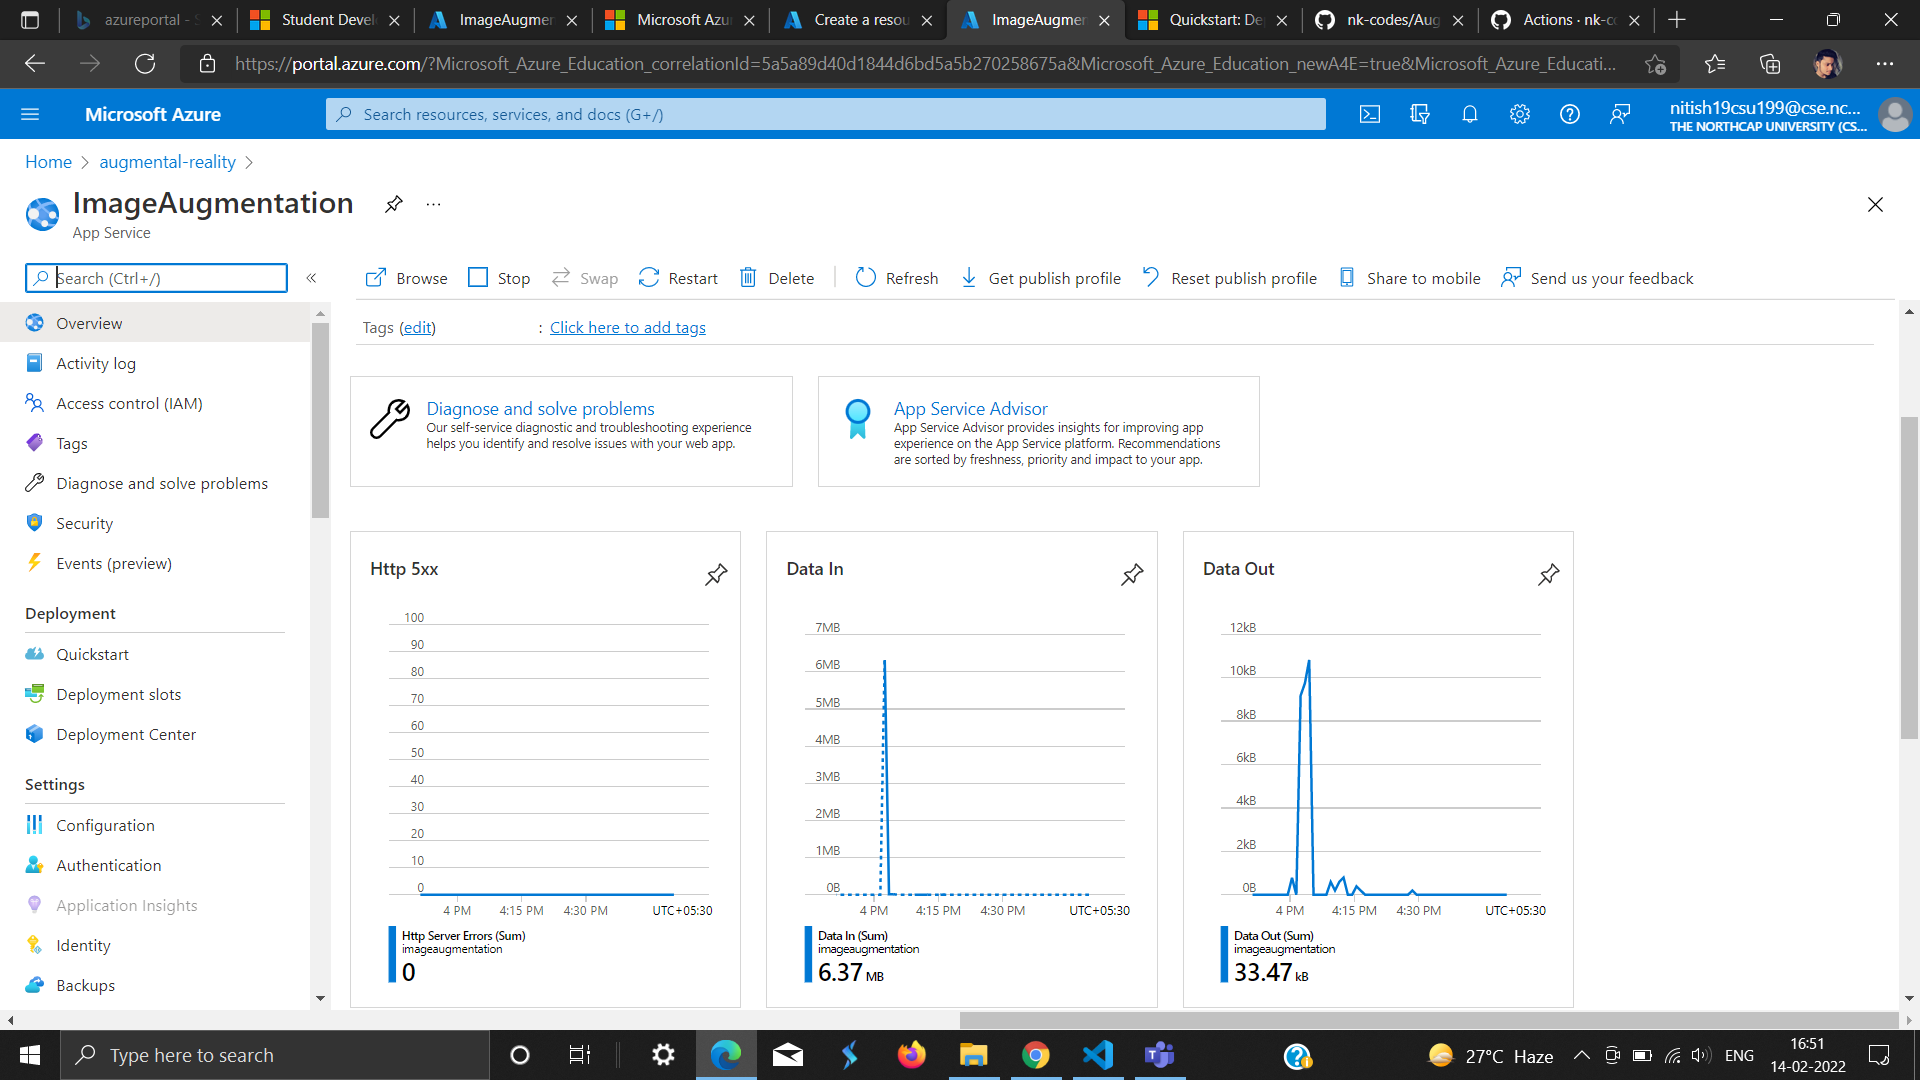 azureportal - S
Student Develo
ImageAugmen
Microsoft Azur
Create a resou
ImageAugmen
Quickstart: De
nk-codes/Aug
Actions · nk-co
https://portal.azure.com/?Microsoft_Azure_Education_correlationId=5a5a89d40d1844d6bd5a5b270258675a&Microsoft_Azure_Education_newA4E=true&Microsoft_Azure_Educati...
Microsoft Azure
Search resources, services, and docs (G+/)
nitish19csu199@cse.nc...
THE NORTHCAP UNIVERSITY (CS...
Home > augmental-reality >
ImageAugmentation
App Service
Search (Ctrl+/)
Browse Stop Swap Restart Delete Refresh Get publish profile Reset publish profile Share to mobile Send us your feedback
Overview
Activity log
Access control (IAM)
Tags
Diagnose and solve problems
Security
Events (preview)
Deployment
Quickstart
Deployment slots
Deployment Center
Settings
Configuration
Authentication
Application Insights
Identity
Backups
Tags (edit) : Click here to add tags
Diagnose and solve problems
Our self-service diagnostic and troubleshooting experience
helps you identify and resolve issues with your web app.
App Service Advisor
App Service Advisor provides insights for improving app
experience on the App Service platform. Recommendations
are sorted by freshness, priority and impact to your app.
Http 5xx
100
90
80
70
60
50
40
30
20
10
0
4 PM 4:15 PM 4:30 PM UTC+05:30
Http Server Errors (Sum)
imageaugmentation
0
Data In
7MB
6MB
5MB
4MB
3MB
2MB
1MB
0B
4 PM 4:15 PM 4:30 PM UTC+05:30
Data In (Sum)
imageaugmentation
6.37 MB
Data Out
12kB
10kB
8kB
6kB
4kB
2kB
0B
4 PM 4:15 PM 4:30 PM UTC+05:30
Data Out (Sum)
imageaugmentation
33.47 kB
Type here to search
27°C Haze
ENG
16:51
14-02-2022